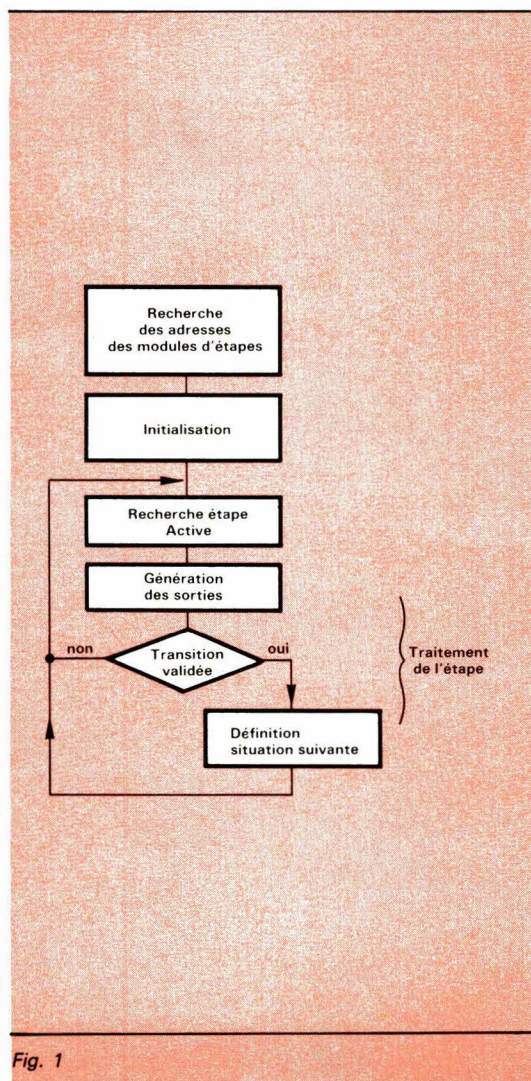 Recherche
des adresses
des modules d'étapes
Initialisation
Recherche étape
Active
Génération
des sorties
non
Transition
validée
oui
Traitement
de l'étape
Définition
situation suivante
Fig. 1